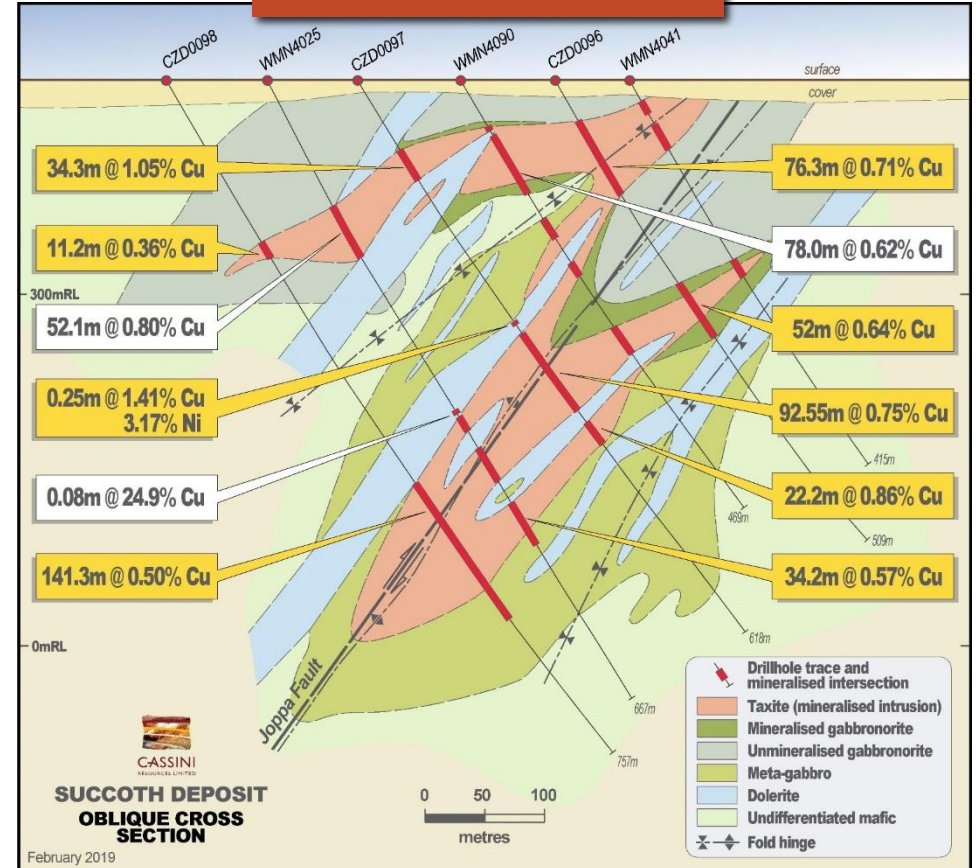 CZD0098
WMN4025
CZD0097
WMN4090
CZD0096
WMN4041
surface
cover
34.3m @ 1.05% Cu
76.3m @ 0.71% Cu
11.2m @ 0.36% Cu
78.0m @ 0.62% Cu
300mRL
52.1m @ 0.80% Cu
52m @ 0.64% Cu
0.25m @ 1.41% Cu
3.17% Ni
92.55m @ 0.75% Cu
415m
0.08m @ 24.9% Cu
22.2m @ 0.86% Cu
469m
509m
141.3m @ 0.50% Cu
34.2m @ 0.57% Cu
618m
0mRL
Joppa Fault
667m
757m
Drillhole trace and
mineralised intersection
Taxite (mineralised intrusion)
Mineralised gabbronorite
Unmineralised gabbronorite
Meta-gabbro
Dolerite
Undifferentiated mafic
Fold hinge
CASSINI
RESOURCES LIMITED
SUCCOTH DEPOSIT
OBLIQUE CROSS
SECTION
0 50 100
metres
February 2019